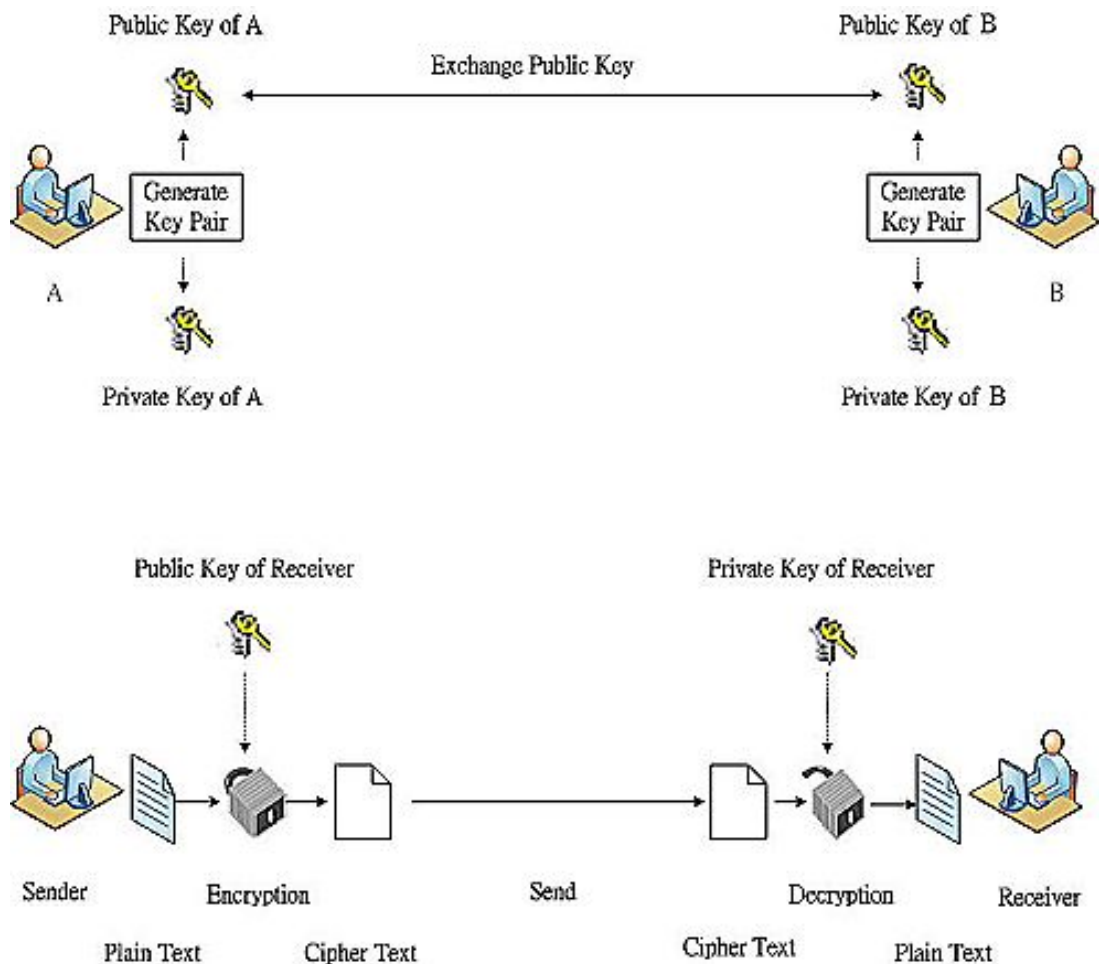 Public Key of A
Public Key of B
Exchange Public Key
Generate
Key Pair
Generate
Key Pair
A
B
Private Key of A
Private Key of B
Public Key of Receiver
Private Key of Receiver
Sender
Encryption
Send
Decryption
Receiver
Plain Text
Cipher Text
Cipher Text
Plain Text